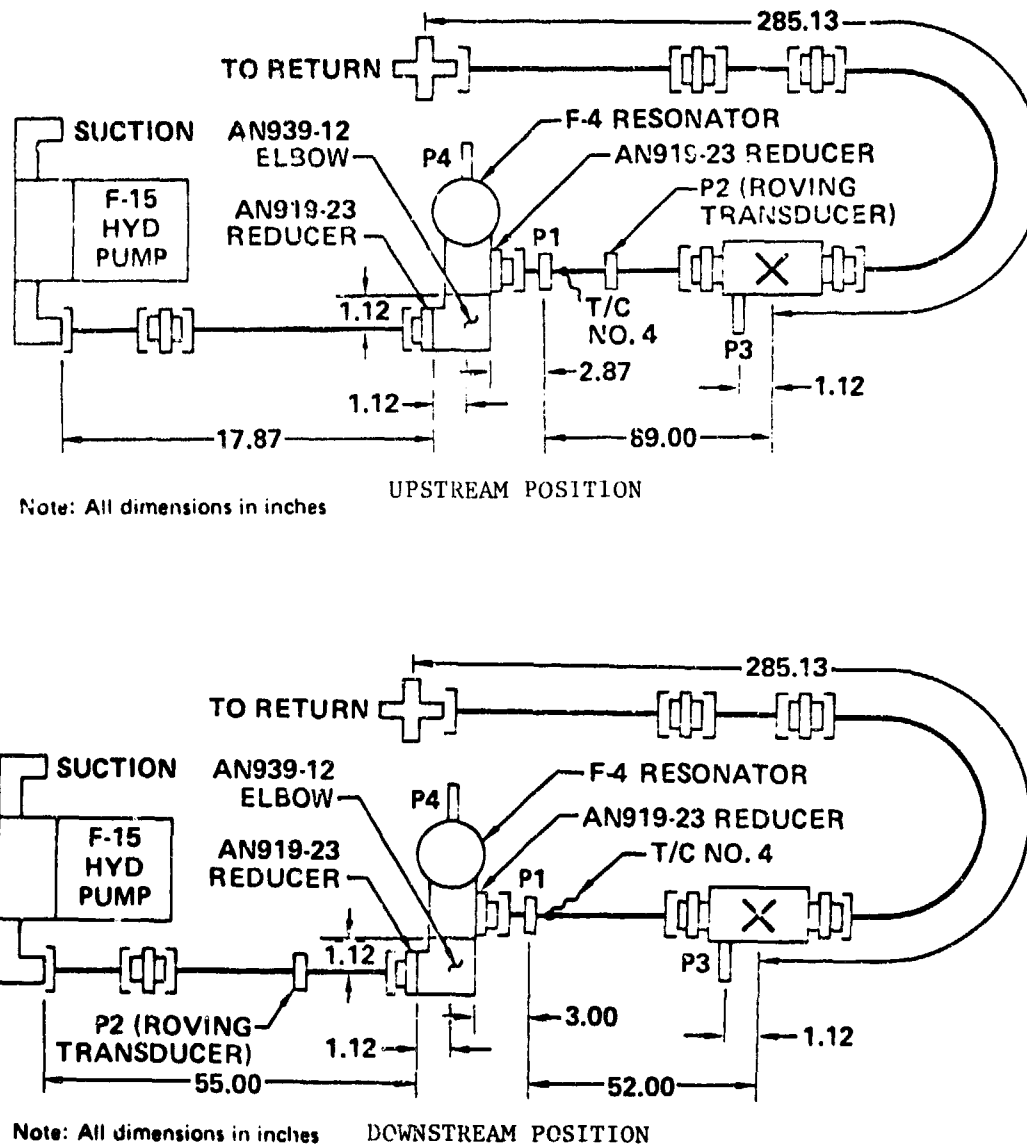 285.13
TO RETURN
SUCTION
AN939-12
ELBOW
P4
F-4 RESONATOR
AN919-23 REDUCER
P2 (ROVING
TRANSDUCER)
F-15
HYD
PUMP
AN919-23
REDUCER
P1
1.12
T/C
NO. 4
P3
2.87
1.12
1.12
17.87
69.00
UPSTREAM POSITION
Note: All dimensions in inches
285.13
TO RETURN
SUCTION
AN939-12
ELBOW
P4
F-4 RESONATOR
AN919-23 REDUCER
T/C NO. 4
F-15
HYD
PUMP
AN919-23
REDUCER
P1
1.12
P3
P2 (ROVING
TRANSDUCER)
1.12
3.00
1.12
55.00
52.00
Note: All dimensions in inches
DOWNSTREAM POSITION